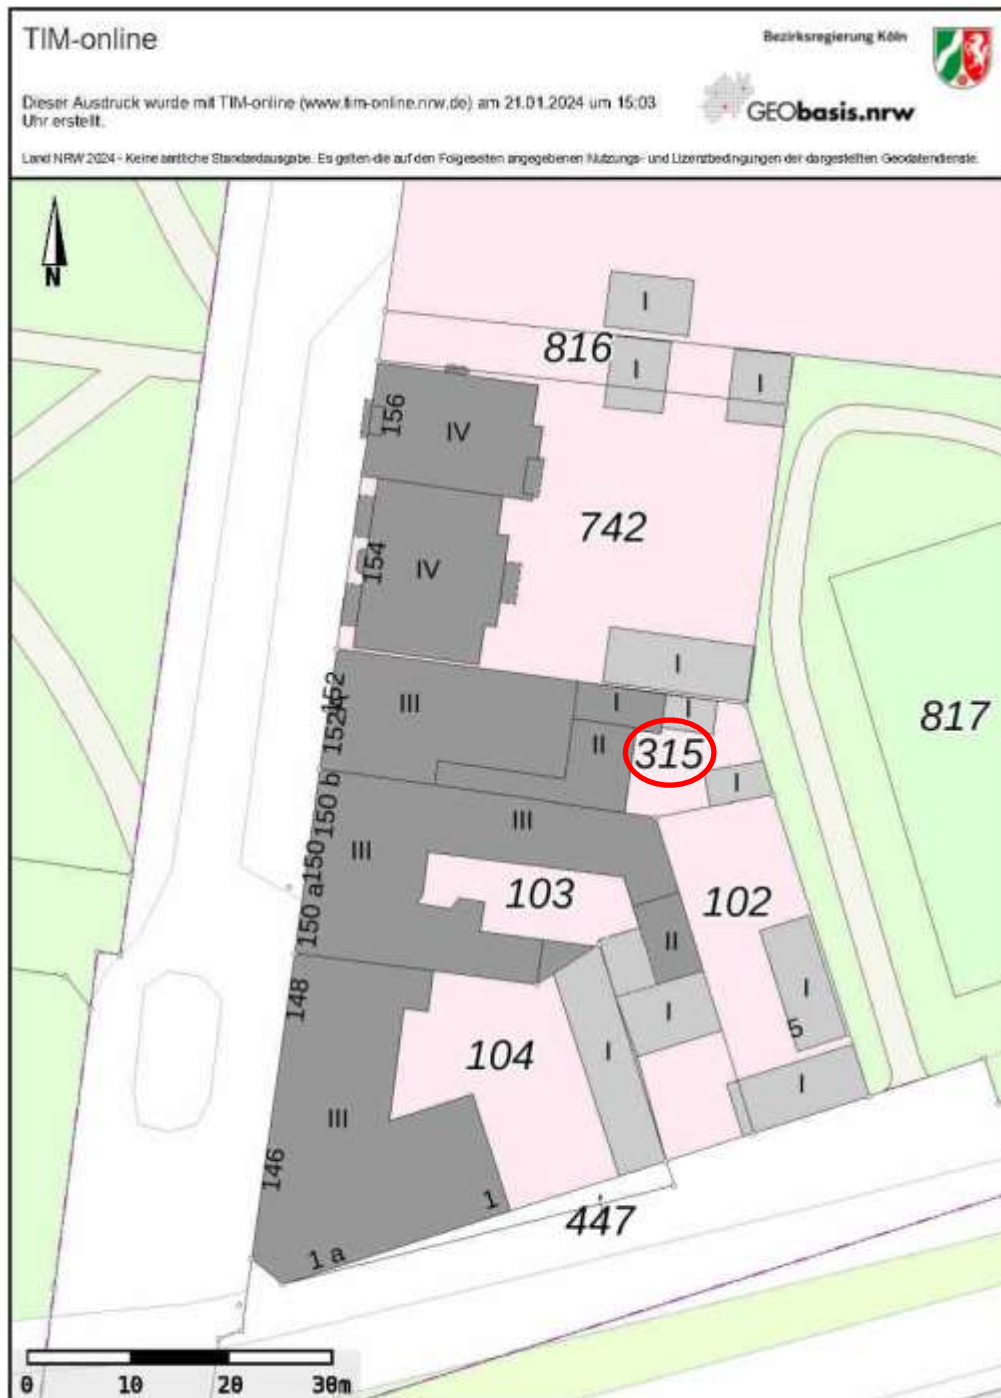 TIM-online
Bezirksregierung Köln
Dieser Ausdruck wurde mit TIM-online (www.tim-online.nrw.de) am 21.01.2024 um 15:03
Uhr erstellt.
GEObasis.nrw
Land NRW 2024 - Keine amtliche Standardausgabe. Es gelten die auf den Folgeseiten angegebenen Nutzungs- und Lizenzbedingungen der dargestellten Geodatendienste.
N
I
816
I
I
156
IV
742
154
IV
I
152
III
I
I
817
152
II
315
I
150 b
III
III
150
103
102
150 a
II
148
I
I
5
104
I
I
III
146
1
447
1 a
0 10 20 30m